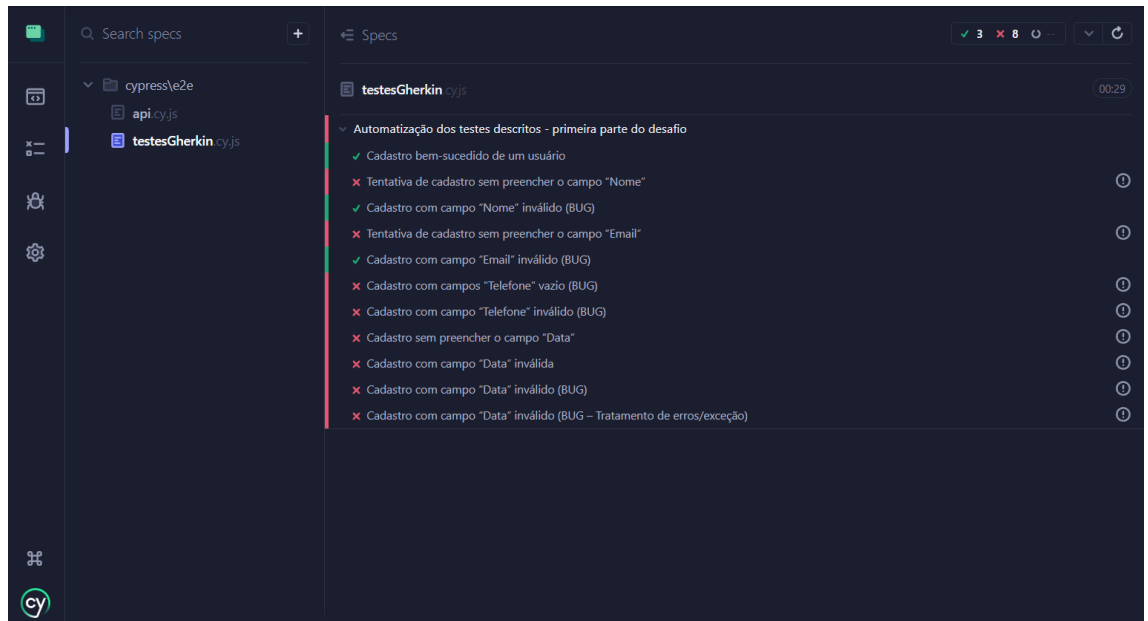 Search specs
+
Specs
3 8 --
cypress\e2e
api.cy.js
testesGherkin.cy.js
testesGherkin cy.js
00:29
Automatização dos testes descritos - primeira parte do desafio
Cadastro bem-sucedido de um usuário
Tentativa de cadastro sem preencher o campo "Nome"
Cadastro com campo "Nome" inválido (BUG)
Tentativa de cadastro sem preencher o campo "Email"
Cadastro com campo "Email" inválido (BUG)
Cadastro com campos "Telefone" vazio (BUG)
Cadastro com campo "Telefone" inválido (BUG)
Cadastro sem preencher o campo "Data"
Cadastro com campo "Data" inválida
Cadastro com campo "Data" inválido (BUG)
Cadastro com campo "Data" inválido (BUG – Tratamento de erros/exceção)
cy